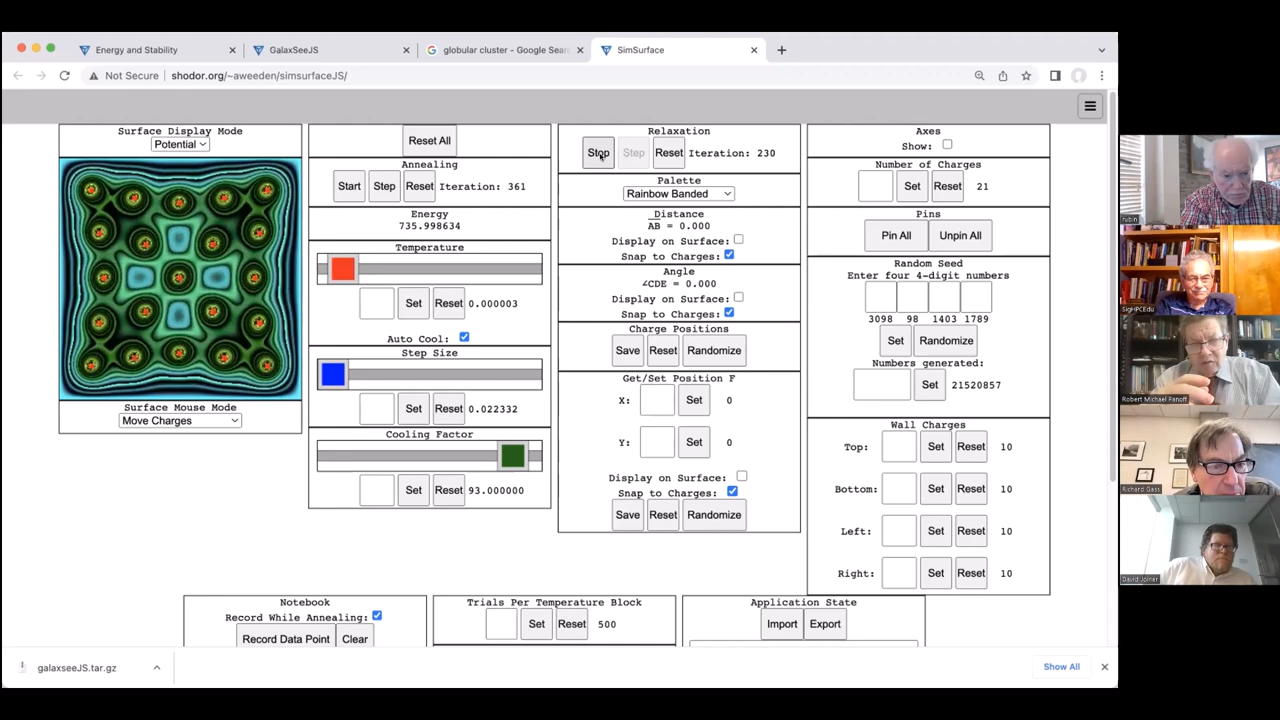 Energy and Stability
GalaxSeeJS
globular cluster - Google Sear
SimSurface
Not Secure
shodor.org/~aweeden/simsurfaceJS/
Surface Display Mode
Potential
Surface Mouse Mode
Move Charges
Reset All
Annealing
Start Step Reset Iteration: 361
Energy
735.998634
Temperature
Set Reset 0.000003
Auto Cool:
Step Size
Set Reset 0.022332
Cooling Factor
Set Reset 93.000000
Relaxation
Stop Step Reset Iteration: 230
Palette
Rainbow Banded
Distance
AB = 0.000
Display on Surface:
Snap to Charges:
Angle
∠CDE = 0.000
Display on Surface:
Snap to Charges:
Charge Positions
Save Reset Randomize
Get/Set Position F
X: Set 0
Y: Set 0
Display on Surface:
Snap to Charges:
Save Reset Randomize
Axes
Show:
Number of Charges
Set Reset 21
Pins
Pin All Unpin All
Random Seed
Enter four 4-digit numbers
3098 98 1403 1789
Set Randomize
Numbers generated:
Set 21520857
Wall Charges
Top: Set Reset 10
Bottom: Set Reset 10
Left: Set Reset 10
Right: Set Reset 10
Notebook
Record While Annealing:
Record Data Point Clear
Trials Per Temperature Block
Set Reset 500
Application State
Import Export
galaxseeJS.tar.gz
Show All
rubin
SigHPCEdu
Robert Michael Panoff
Richard Gass
David Joiner